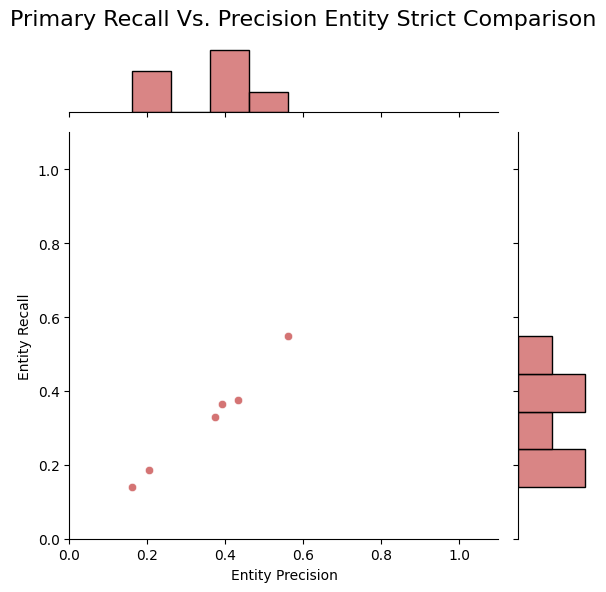 Primary Recall Vs. Precision Entity Strict Comparison
1.0
0.8
0.6
0.4
0.2
0.0
Entity Recall
0.0 0.2 0.4 0.6 0.8 1.0
Entity Precision